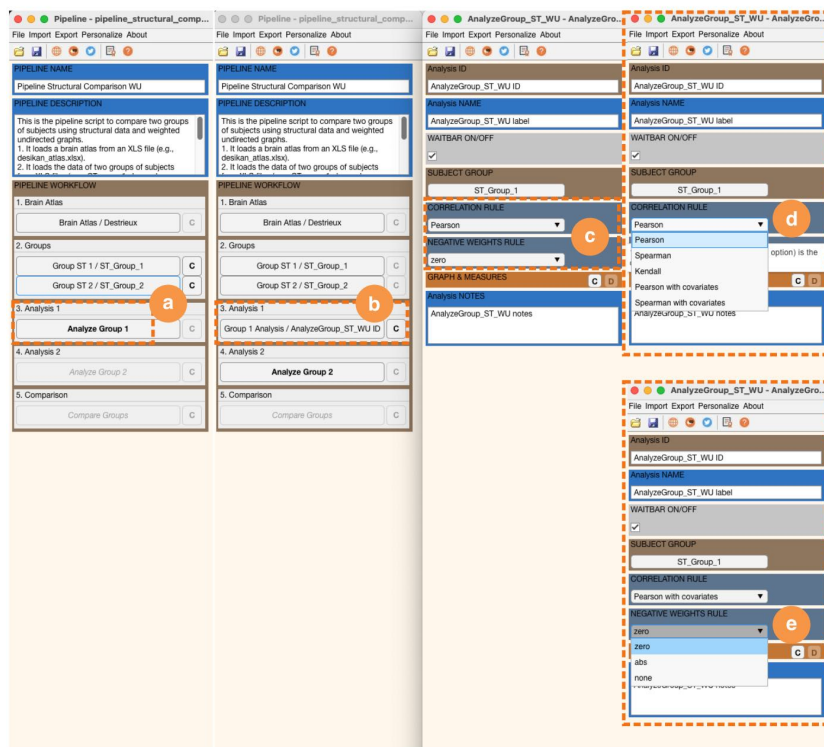 Pipeline - pipeline_structural_comp...
File Import Export Personalize About
PIPELINE NAME
Pipeline Structural Comparison WU
PIPELINE DESCRIPTION
This is the pipeline script to compare two groups
of subjects using structural data and weighted
undirected graphs.
1. It loads a brain atlas from an XLS file (e.g.,
desikan_atlas.xlsx).
2. It loads the data of two groups of subjects
PIPELINE WORKFLOW
1. Brain Atlas
Brain Atlas / Destrieux C
2. Groups
Group ST 1 / ST_Group_1 C
Group ST 2 / ST_Group_2 C
a
3. Analysis 1
Analyze Group 1 C
4. Analysis 2
Analyze Group 2 C
5. Comparison
Compare Groups C
Pipeline - pipeline_structural_comp...
File Import Export Personalize About
PIPELINE NAME
Pipeline Structural Comparison WU
PIPELINE DESCRIPTION
This is the pipeline script to compare two groups
of subjects using structural data and weighted
undirected graphs.
1. It loads a brain atlas from an XLS file (e.g.,
desikan_atlas.xlsx).
2. It loads the data of two groups of subjects
PIPELINE WORKFLOW
1. Brain Atlas
Brain Atlas / Destrieux C
2. Groups
Group ST 1 / ST_Group_1 C
Group ST 2 / ST_Group_2 C
b
3. Analysis 1
Group 1 Analysis / AnalyzeGroup_ST_WU ID C
4. Analysis 2
Analyze Group 2 C
5. Comparison
Compare Groups C
AnalyzeGroup_ST_WU - AnalyzeGro...
File Import Export Personalize About
Analysis ID
AnalyzeGroup_ST_WU ID
Analysis NAME
AnalyzeGroup_ST_WU label
WAITBAR ON/OFF
SUBJECT GROUP
ST_Group_1
CORRELATION RULE
Pearson
c
NEGATIVE WEIGHTS RULE
zero
GRAPH & MEASURES C D
Analysis NOTES
AnalyzeGroup_ST_WU notes
AnalyzeGroup_ST_WU - AnalyzeGro...
File Import Export Personalize About
Analysis ID
AnalyzeGroup_ST_WU ID
Analysis NAME
AnalyzeGroup_ST_WU label
WAITBAR ON/OFF
SUBJECT GROUP
ST_Group_1
CORRELATION RULE
Pearson
d
Pearson
option) is the
Spearman
Kendall
C D
Pearson with covariates
Spearman with covariates
AnalyzeGroup_ST_WU notes
AnalyzeGroup_ST_WU - AnalyzeGro...
File Import Export Personalize About
Analysis ID
AnalyzeGroup_ST_WU ID
Analysis NAME
AnalyzeGroup_ST_WU label
WAITBAR ON/OFF
SUBJECT GROUP
ST_Group_1
CORRELATION RULE
Pearson with covariates
NEGATIVE WEIGHTS RULE
e
zero
zero
C D
abs
none